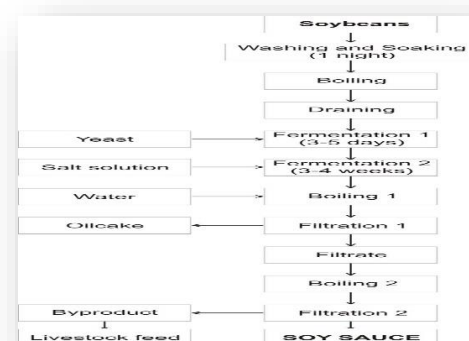 Soybeans
Washing and Soaking
(1 night)
Boiling
Draining
Yeast
Fermentation 1
(3-5 days)
Salt solution
Fermentation 2
(3-4 weeks)
Water
Boiling 1
Oilcake
Filtration 1
Filtrate
Boiling 2
Byproduct
Filtration 2
Livestock feed
SOY SAUCE